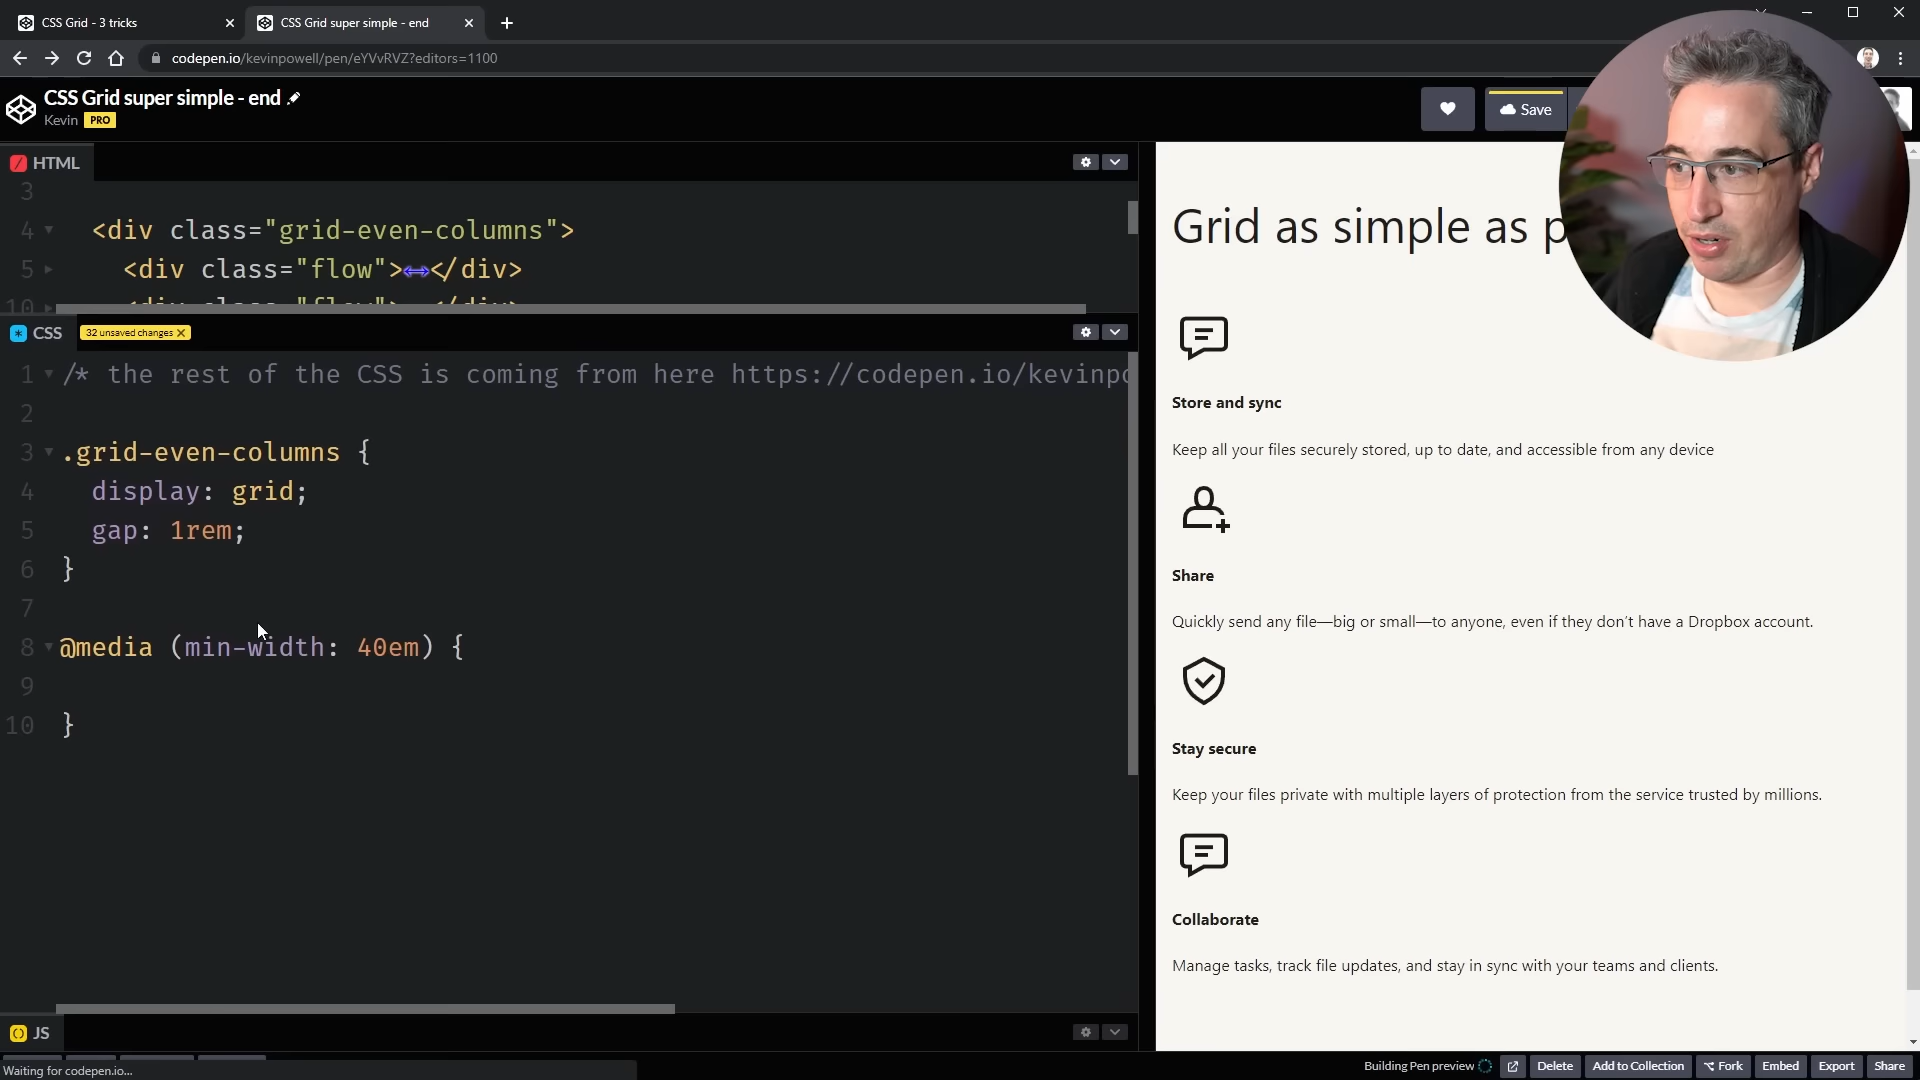 CSS Grid - 3 tricks
CSS Grid super simple - end
codepen.io/kevinpowell/pen/eYVvRVZ?editors=1100
CSS Grid super simple - end
Kevin PRO
Save
HTML
3
4 <div class="grid-even-columns">
5 <div class="flow">↔</div>
10 <div class="flow">↔</div>
CSS 32 unsaved changes
1 /* the rest of the CSS is coming from here https://codepen.io/kevinpo
2
3 .grid-even-columns {
4 display: grid;
5 gap: 1rem;
6 }
7
8 @media (min-width: 40em) {
9
10 }
JS
Grid as simple as p
Store and sync
Keep all your files securely stored, up to date, and accessible from any device
Share
Quickly send any file—big or small—to anyone, even if they don’t have a Dropbox account.
Stay secure
Keep your files private with multiple layers of protection from the service trusted by millions.
Collaborate
Manage tasks, track file updates, and stay in sync with your teams and clients.
Waiting for codepen.io...
Building Pen preview
Delete
Add to Collection
Fork
Embed
Export
Share